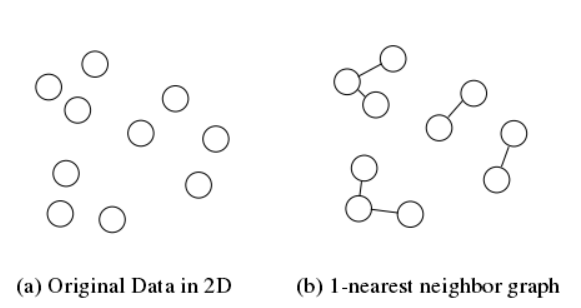 (a) Original Data in 2D
(b) 1-nearest neighbor graph